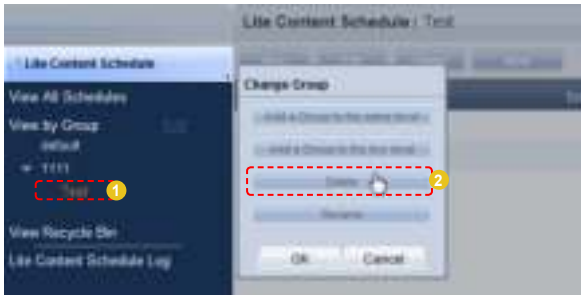 Lite Content Schedule / Test
Lite Content Schedule
View All Schedules
View by Group
default
1111
Test
View Recycle Bin
Lite Content Schedule Log
Change Group
Add a Group to the same level
Add a Group to the sub level
Delete
Rename
OK
Cancel
1
2